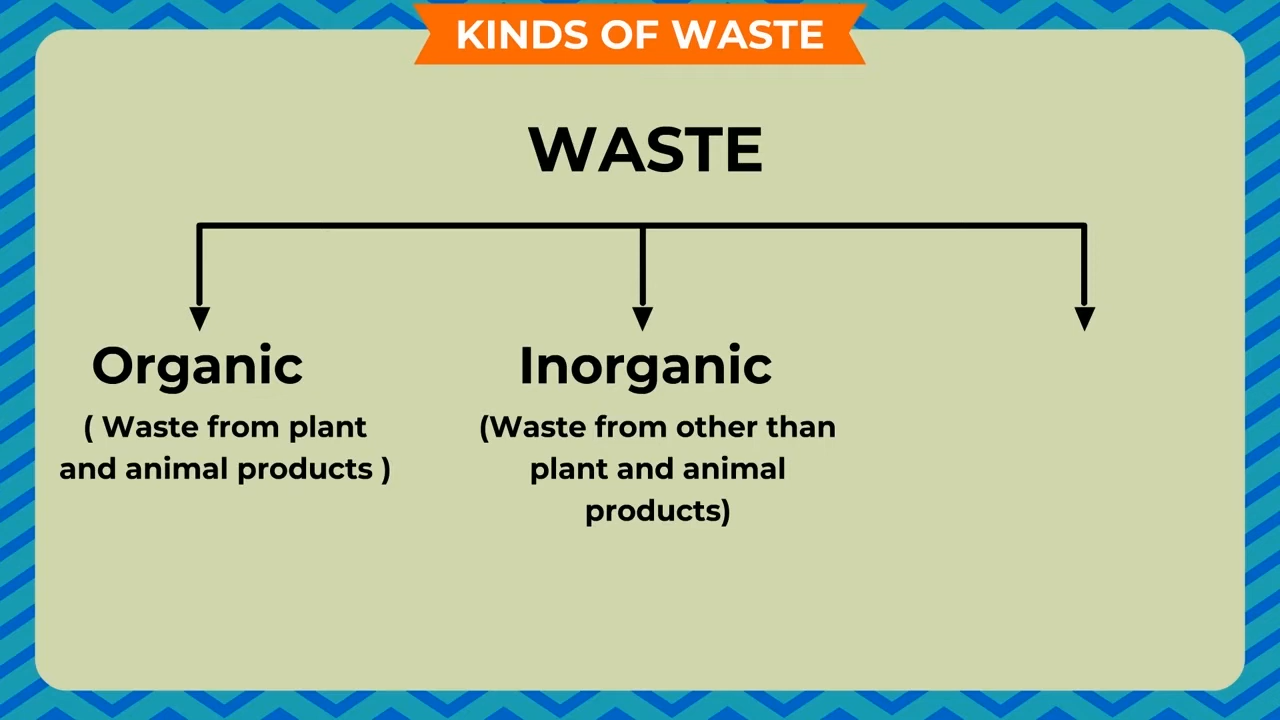 KINDS OF WASTE
WASTE
Organic
( Waste from plant
and animal products )
Inorganic
(Waste from other than
plant and animal
products)